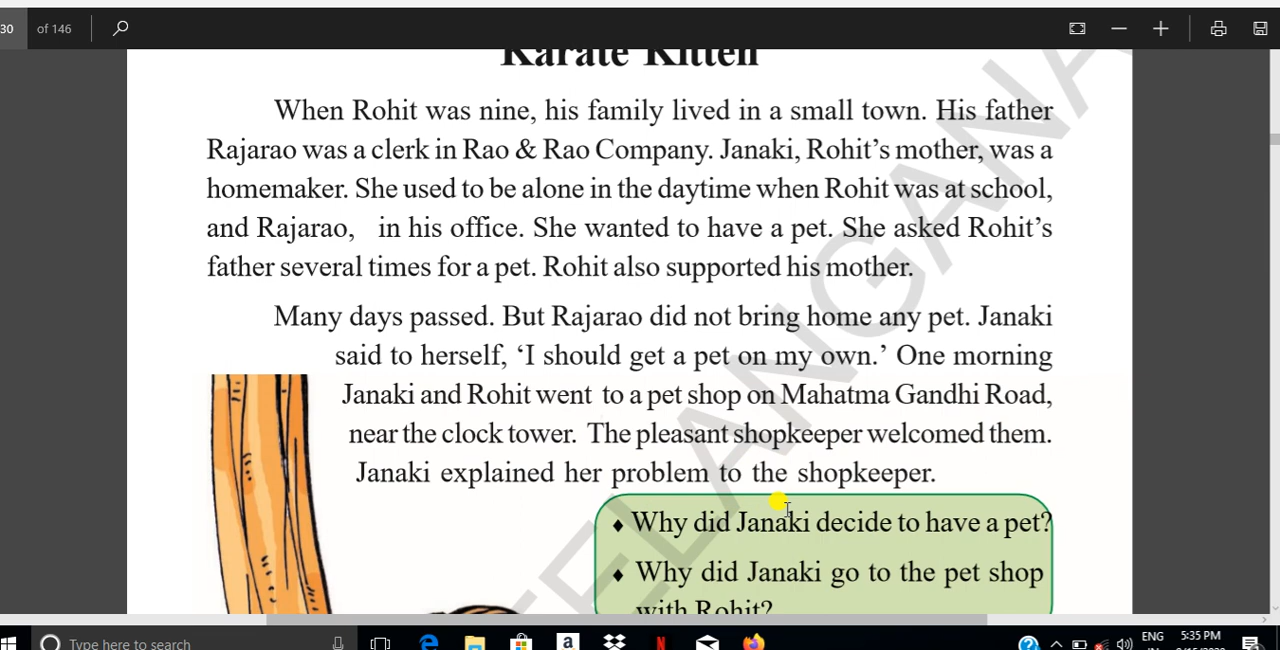 30 of 146
Karate Kitten
When Rohit was nine, his family lived in a small town. His father
Rajarao was a clerk in Rao & Rao Company. Janaki, Rohit's mother, was a
homemaker. She used to be alone in the daytime when Rohit was at school,
and Rajarao, in his office. She wanted to have a pet. She asked Rohit's
father several times for a pet. Rohit also supported his mother.
Many days passed. But Rajarao did not bring home any pet. Janaki
said to herself, 'I should get a pet on my own.' One morning
Janaki and Rohit went to a pet shop on Mahatma Gandhi Road,
near the clock tower. The pleasant shopkeeper welcomed them.
Janaki explained her problem to the shopkeeper.
♦ Why did Janaki decide to have a pet?
♦ Why did Janaki go to the pet shop
with Rohit?
TELANGANA
Type here to search
ENG
5:35 PM